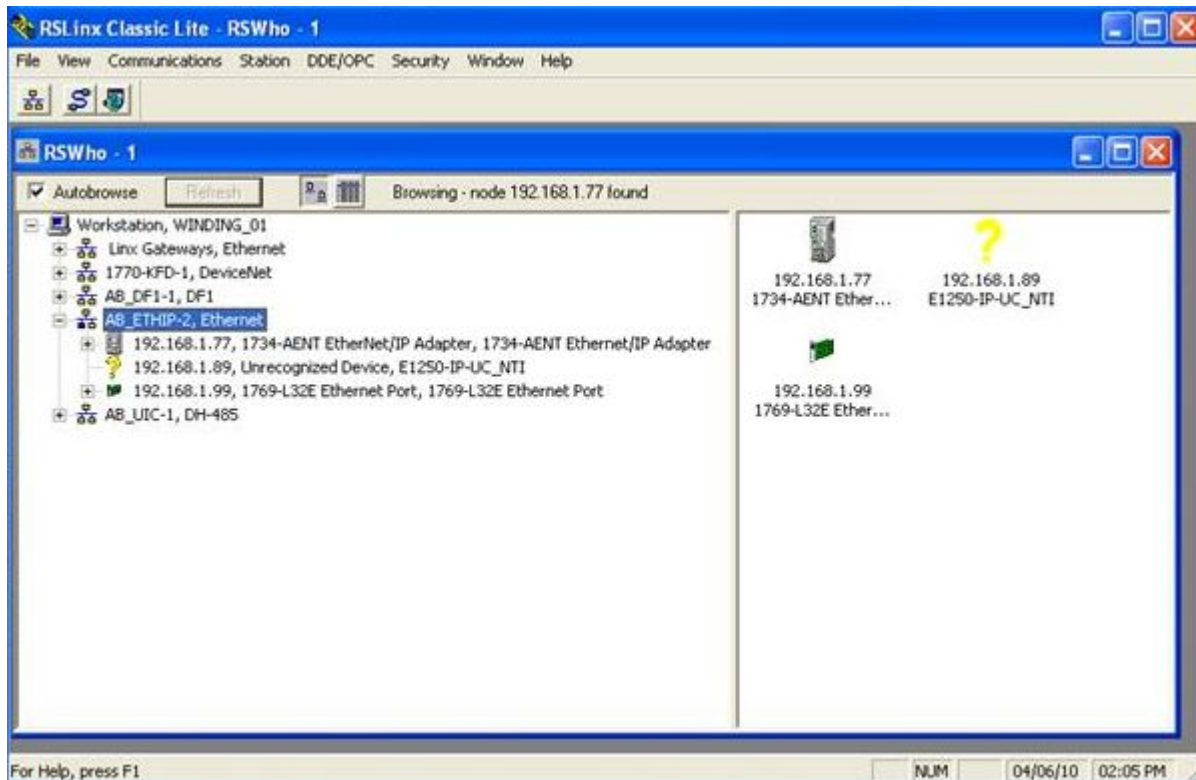 RSLinx Classic Lite - RSWho - 1
File View Communications Station DDE/OPC Security Window Help
RSWho - 1
Autobrowse Refresh Browsing - node 192.168.1.77 found
Workstation, WINDING_01
Linx Gateways, Ethernet
1770-KFD-1, DeviceNet
AB_DF1-1, DF1
AB_ETHIP-2, Ethernet
192.168.1.77, 1734-AENT EtherNet/IP Adapter, 1734-AENT Ethernet/IP Adapter
192.168.1.89, Unrecognized Device, E1250-IP-UC_NTI
192.168.1.99, 1769-L32E Ethernet Port, 1769-L32E Ethernet Port
AB_UIC-1, DH-485
192.168.1.77
1734-AENT Ether...
192.168.1.89
E1250-IP-UC_NTI
192.168.1.99
1769-L32E Ether...
For Help, press F1 NUM 04/06/10 02:05 PM